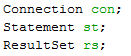 Connection con;
Statement st;
ResultSet rs;